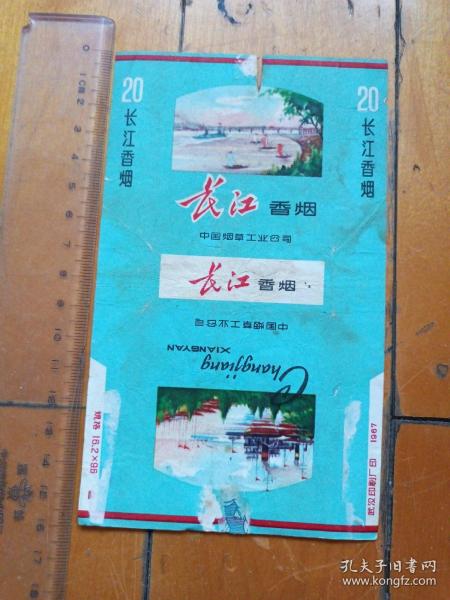 20
长江香烟
20
长江香烟
长江 香烟
中国烟草工业公司
长江 香烟
中国烟草工业公司
Changjiang
XIANGYAN
规格 16.2×96
武汉印刷厂印 1967
孔夫子旧书网
www.kongfz.com